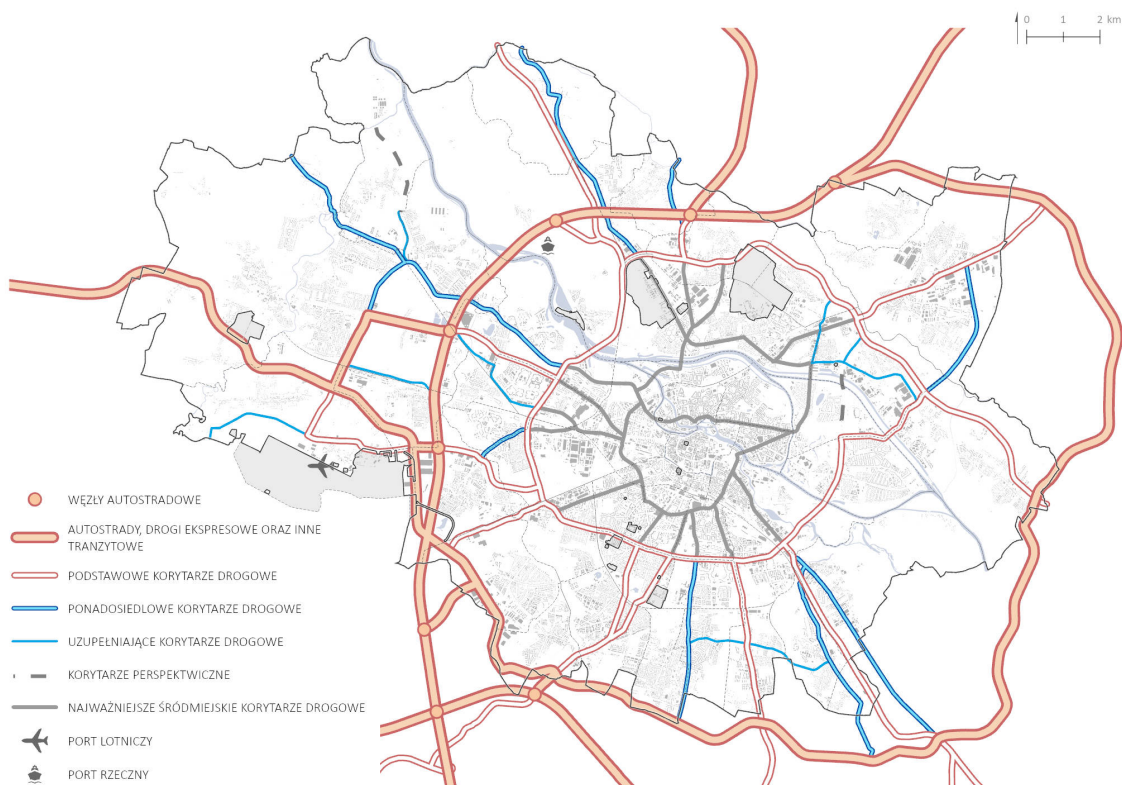 0 1 2 km
WĘZŁY AUTOSTRADOWE
AUTOSTRADY, DROGI EKSPRESOWE ORAZ INNE
TRANZYTOWE
PODSTAWOWE KORYTARZE DROGOWE
PONADOSIEDLOWE KORYTARZE DROGOWE
UZUPEŁNIAJĄCE KORYTARZE DROGOWE
KORYTARZE PERSPEKTWICZNE
NAJWAŻNIEJSZE ŚRÓDMIEJSKIE KORYTARZE DROGOWE
PORT LOTNICZY
PORT RZECZNY